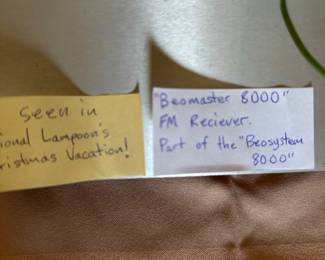 Seen in
ional Lampoon's
ristmas Vacation!
"Beomaster 8000"
FM Reciever.
Part of the "Beosystem
8000"